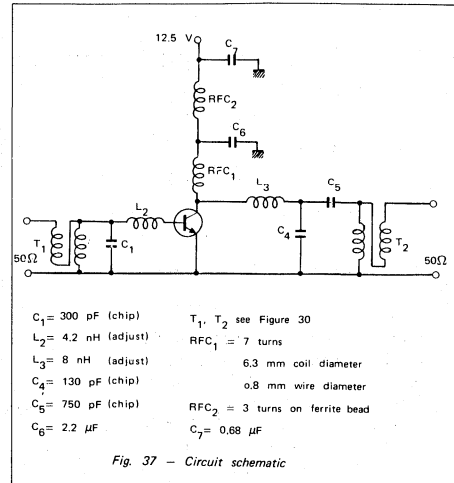 12.5 V
C7
RFC2
C6
RFC1
L3
C5
L2
T1
C1
C4
T2
50Ω
50Ω
C1= 300 pF (chip)
L2= 4.2 nH (adjust)
L3= 8 nH (adjust)
C4= 130 pF (chip)
C5= 750 pF (chip)
C6= 2.2 μF
T1, T2 see Figure 30
RFC1 = 7 turns
6.3 mm coil diameter
o.8 mm wire diameter
RFC2 = 3 turns on ferrite bead
C7= 0.68 μF
Fig. 37 — Circuit schematic